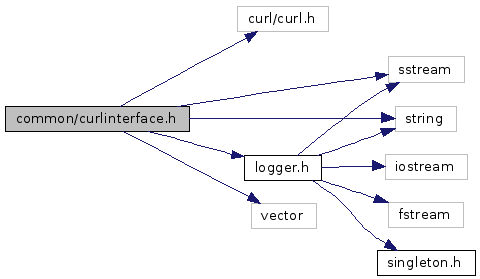 curl/curl.h
sstream
common/curlinterface.h
string
logger.h
iostream
vector
fstream
singleton.h